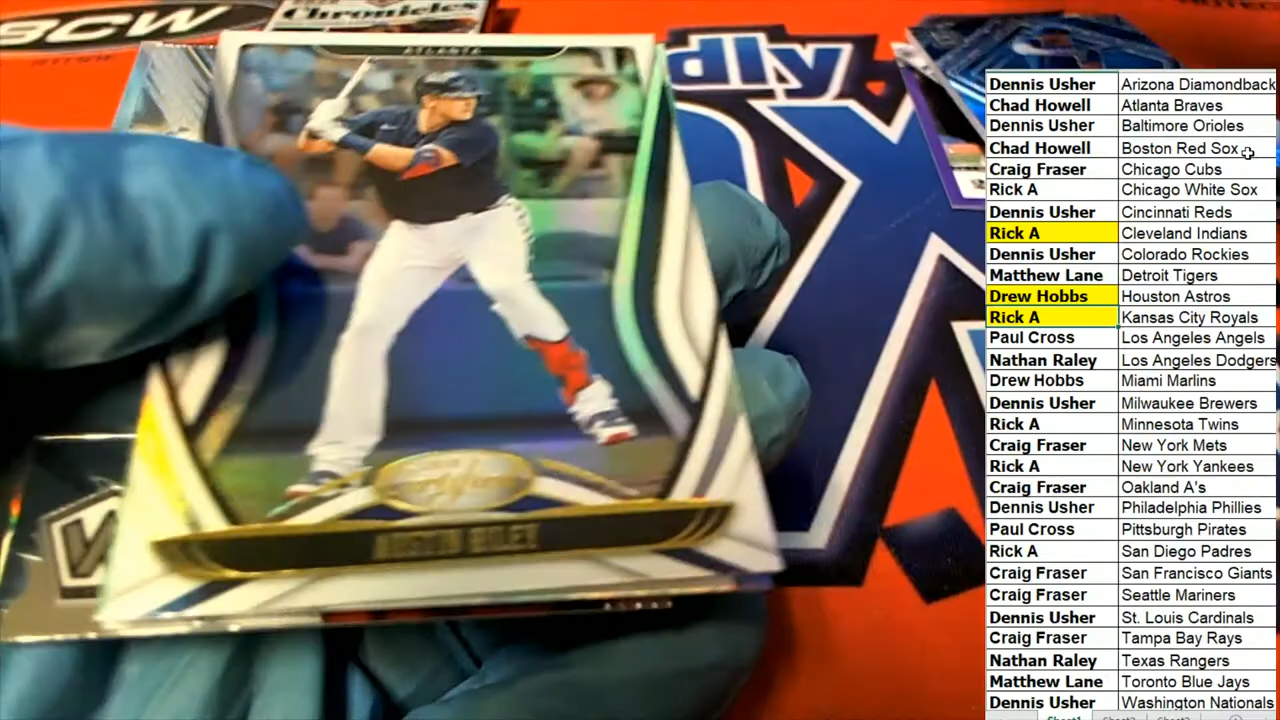 BCW
Chronicles
ATLANTA
dly
AUSTIN RILEY
Dennis Usher Arizona Diamondback
Chad Howell Atlanta Braves
Dennis Usher Baltimore Orioles
Chad Howell Boston Red Sox
Craig Fraser Chicago Cubs
Rick A Chicago White Sox
Dennis Usher Cincinnati Reds
Rick A Cleveland Indians
Dennis Usher Colorado Rockies
Matthew Lane Detroit Tigers
Drew Hobbs Houston Astros
Rick A Kansas City Royals
Paul Cross Los Angeles Angels
Nathan Raley Los Angeles Dodgers
Drew Hobbs Miami Marlins
Dennis Usher Milwaukee Brewers
Rick A Minnesota Twins
Craig Fraser New York Mets
Rick A New York Yankees
Craig Fraser Oakland A's
Dennis Usher Philadelphia Phillies
Paul Cross Pittsburgh Pirates
Rick A San Diego Padres
Craig Fraser San Francisco Giants
Craig Fraser Seattle Mariners
Dennis Usher St. Louis Cardinals
Craig Fraser Tampa Bay Rays
Nathan Raley Texas Rangers
Matthew Lane Toronto Blue Jays
Dennis Usher Washington Nationals